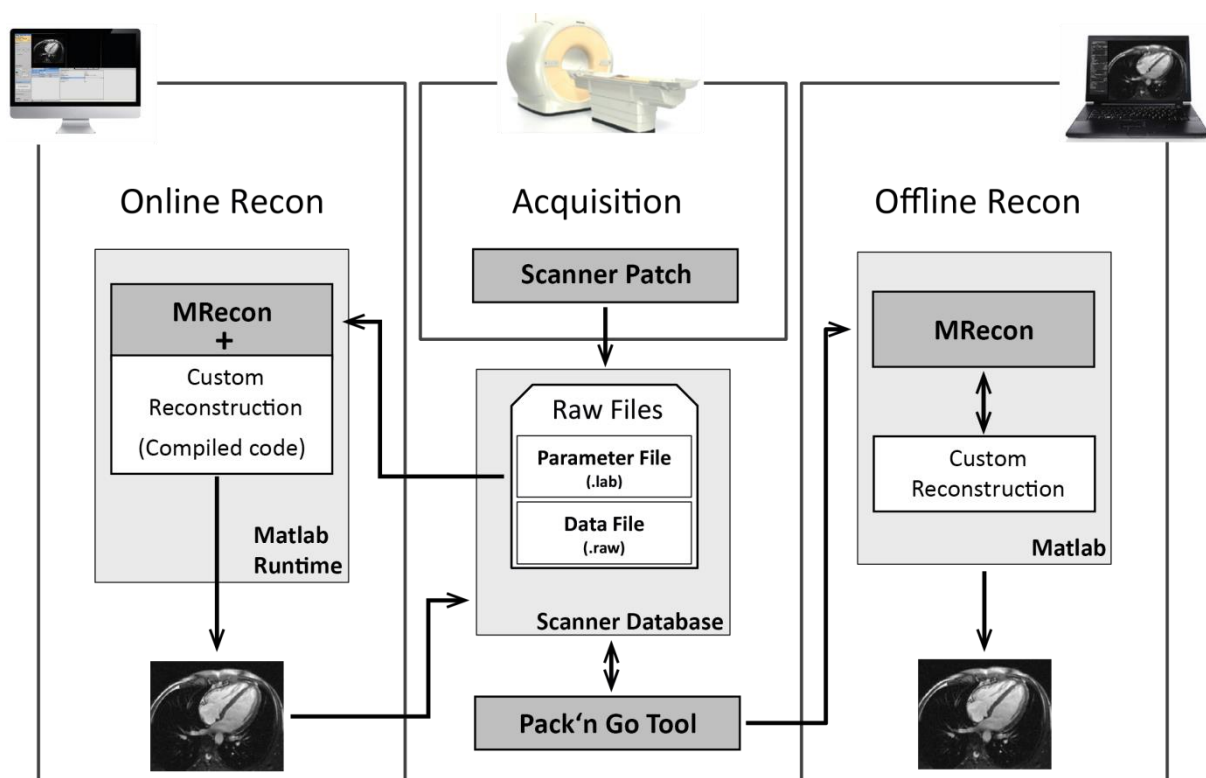 Online Recon
MRecon
+
Custom
Reconstruction
(Compiled code)
Matlab
Runtime
Acquisition
Scanner Patch
Raw Files
Parameter File
(.lab)
Data File
(.raw)
Scanner Database
Pack‘n Go Tool
Offline Recon
MRecon
Custom
Reconstruction
Matlab